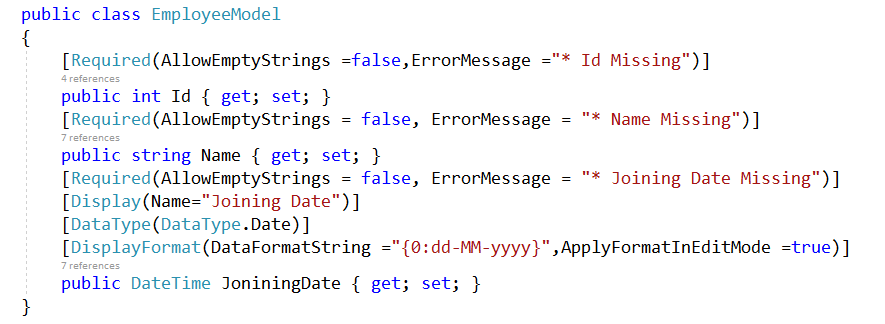 public class EmployeeModel
{
[Required(AllowEmptyStrings =false,ErrorMessage ="* Id Missing")]
4 references
public int Id { get; set; }
[Required(AllowEmptyStrings = false, ErrorMessage = "* Name Missing")]
7 references
public string Name { get; set; }
[Required(AllowEmptyStrings = false, ErrorMessage = "* Joining Date Missing")]
[Display(Name="Joining Date")]
[DataType(DataType.Date)]
[DisplayFormat(DataFormatString ="{0:dd-MM-yyyy}",ApplyFormatInEditMode =true)]
7 references
public DateTime JoniningDate { get; set; }
}